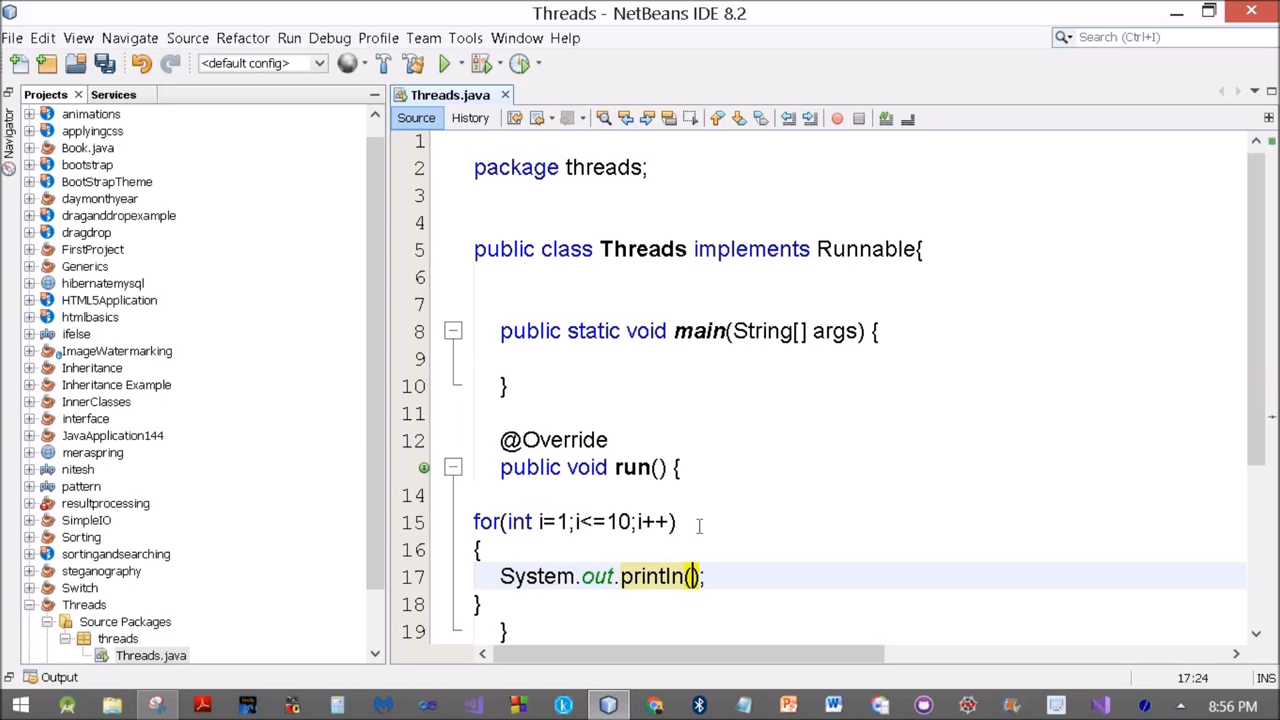 Threads - NetBeans IDE 8.2
File Edit View Navigate Source Refactor Run Debug Profile Team Tools Window Help
Search (Ctrl+I)
<default config>
Projects
Services
Threads.java
Navigator
Source
History
animations
applyingcss
Book.java
bootstrap
BootStrapTheme
daymonthyear
draganddropexample
dragdrop
FirstProject
Generics
hibernatemysql
HTML5Application
htmlbasics
ifelse
ImageWatermarking
Inheritance
Inheritance Example
InnerClasses
interface
JavaApplication144
meraspring
nitesh
pattern
resultprocessing
SimpleIO
Sorting
sortingandsearching
steganography
Switch
Threads
Source Packages
threads
Threads.java
1
2 package threads;
3
4
5 public class Threads implements Runnable{
6
7
8 public static void main(String[] args) {
9
10 }
11
12 @Override
public void run() {
14
15 for(int i=1;i<=10;i++)
16 {
17 System.out.println();
18 }
19 }
Output
17:24
INS
8:56 PM